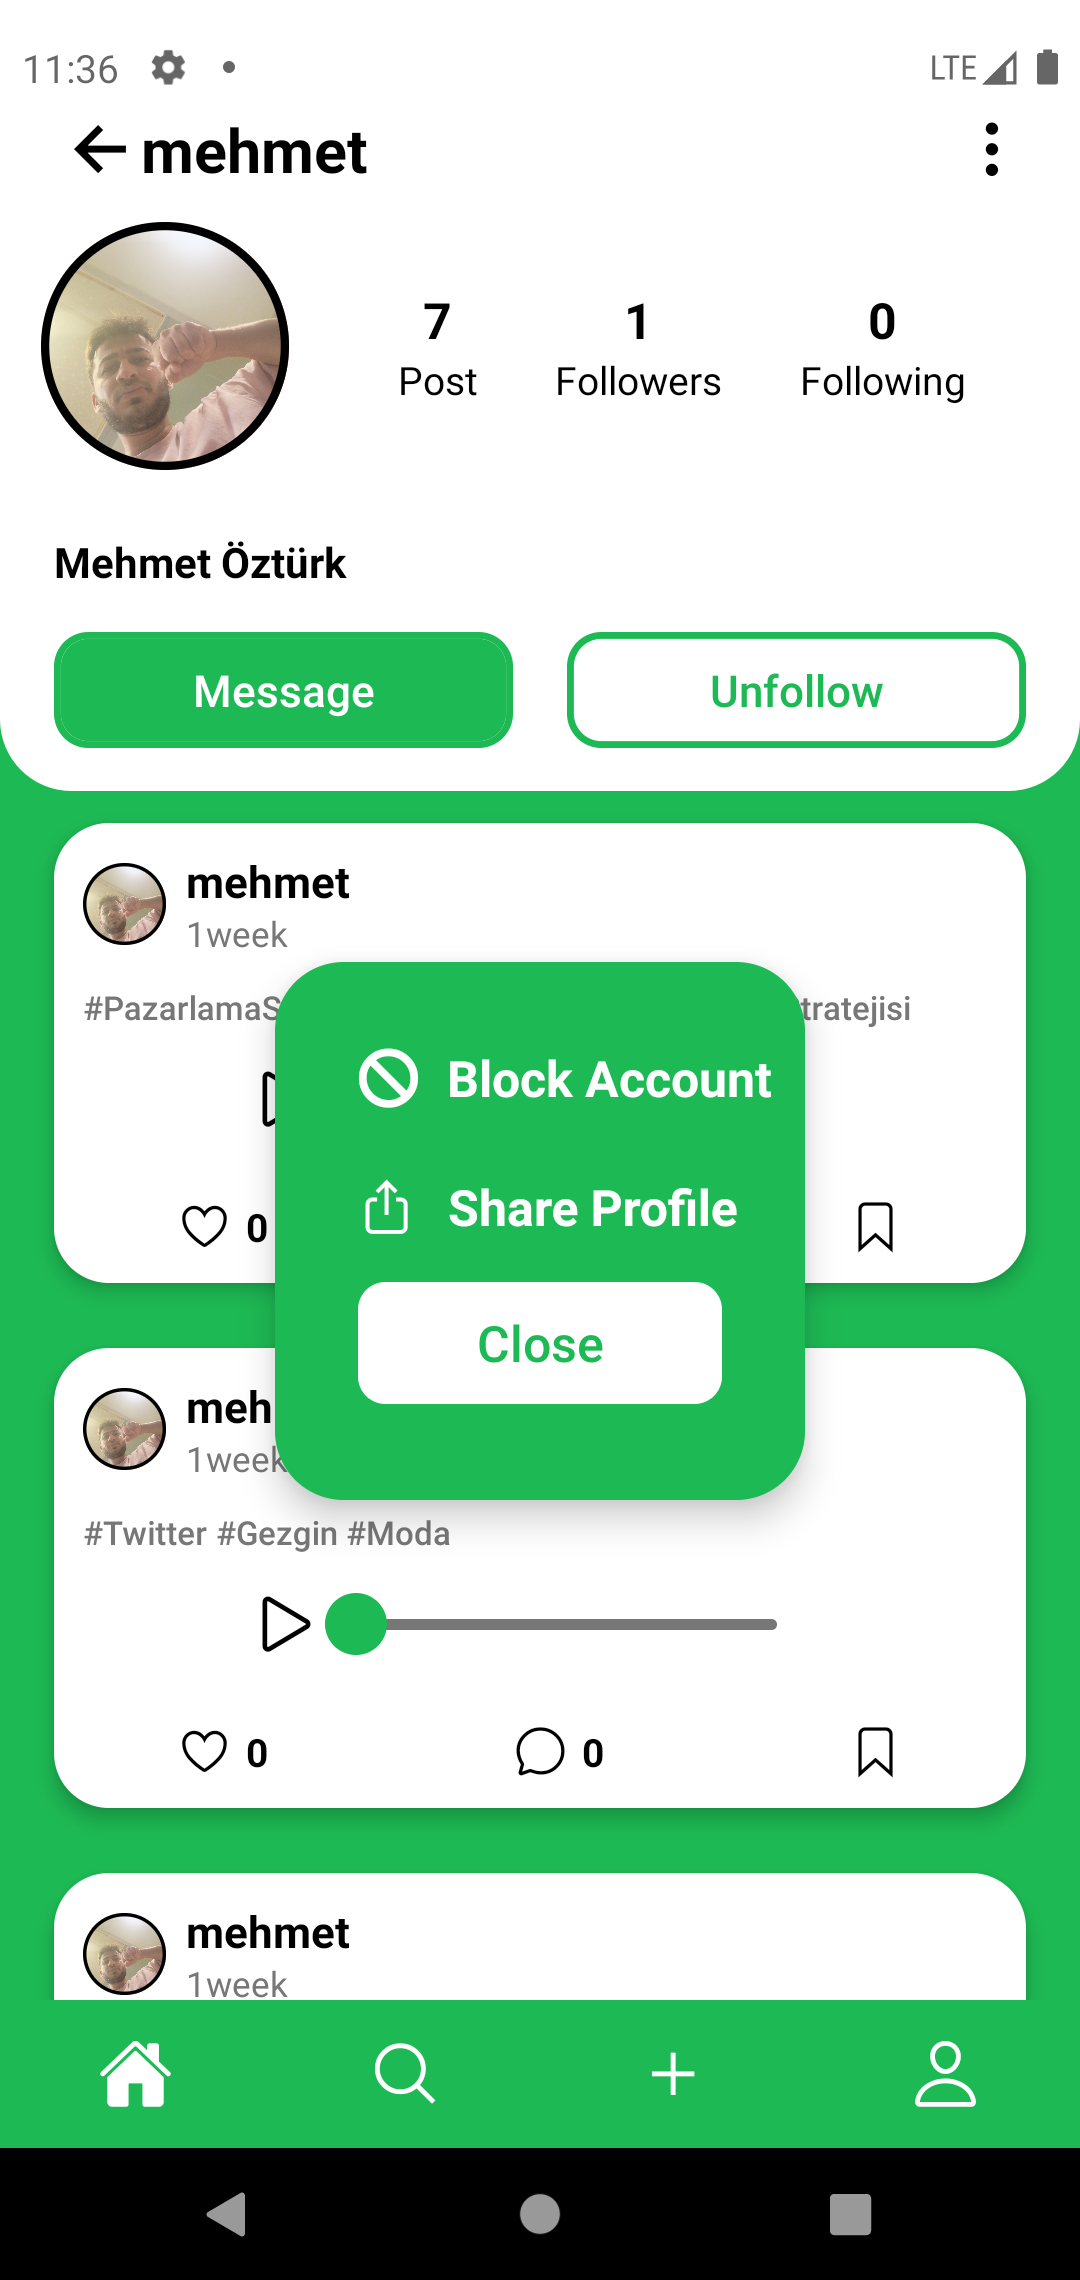 11:36
LTE
mehmet
7
1
0
Post
Followers
Following
Mehmet Öztürk
Message
Unfollow
mehmet
1week
#PazarlamaS
tratejisi
Block Account
Share Profile
Close
0
meh
1week
#Twitter #Gezgin #Moda
0
0
mehmet
1week